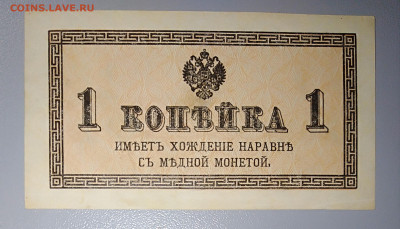 COINS.LAVE.RU
1 КОПѢЙКА 1
ИМѢЕТЪ ХОЖДЕНІЕ НАРАВНѢ
СЪ МѢДНОЙ МОНЕТОЙ.